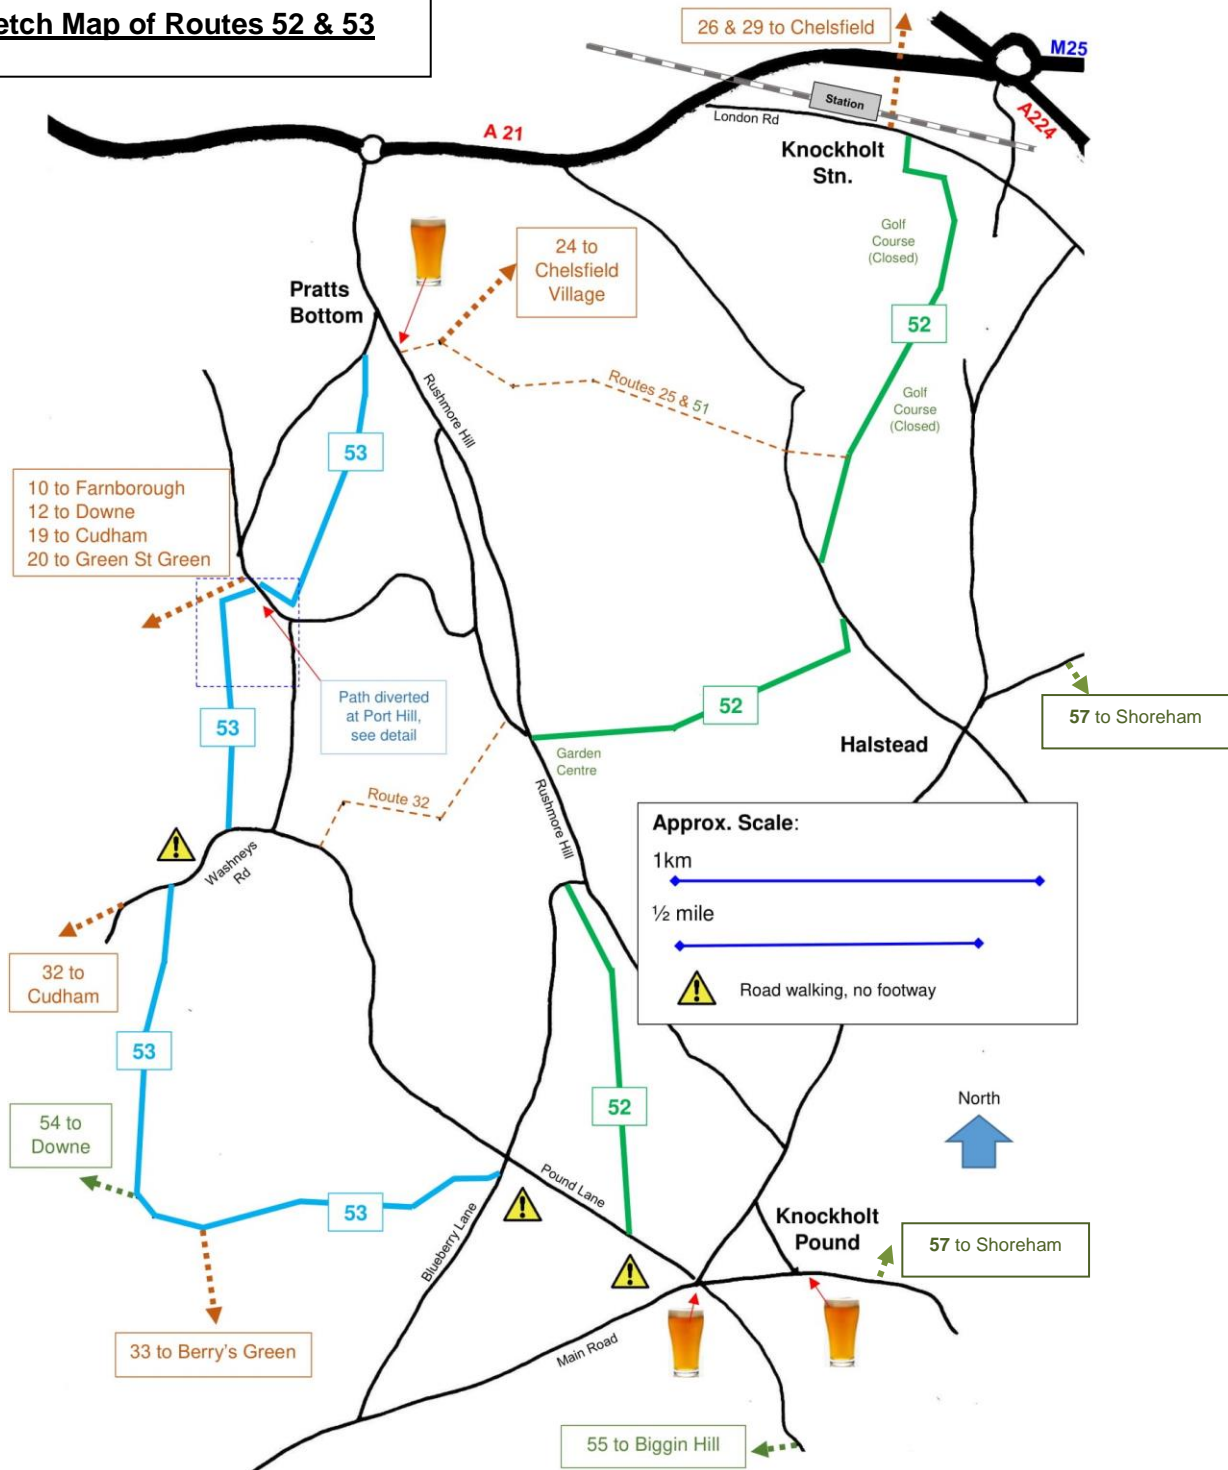 etch Map of Routes 52 & 53
26 & 29 to Chelsfield
M25
A224
A 21
Station
London Rd
Knockholt
Stn.
Golf
Course
(Closed)
24 to
Chelsfield
Village
Pratts
Bottom
52
Rushmore Hill
Routes 25 & 51
Golf
Course
(Closed)
53
10 to Farnborough
12 to Downe
19 to Cudham
20 to Green St Green
Path diverted
at Port Hill,
see detail
53
52
57 to Shoreham
Halstead
Garden
Centre
Route 32
Rushmore Hill
Washneys
Rd
Approx. Scale:
1km
½ mile
Road walking, no footway
32 to
Cudham
53
52
North
54 to
Downe
Pound Lane
53
Blueberry Lane
Knockholt
Pound
57 to Shoreham
33 to Berry's Green
Main Road
55 to Biggin Hill